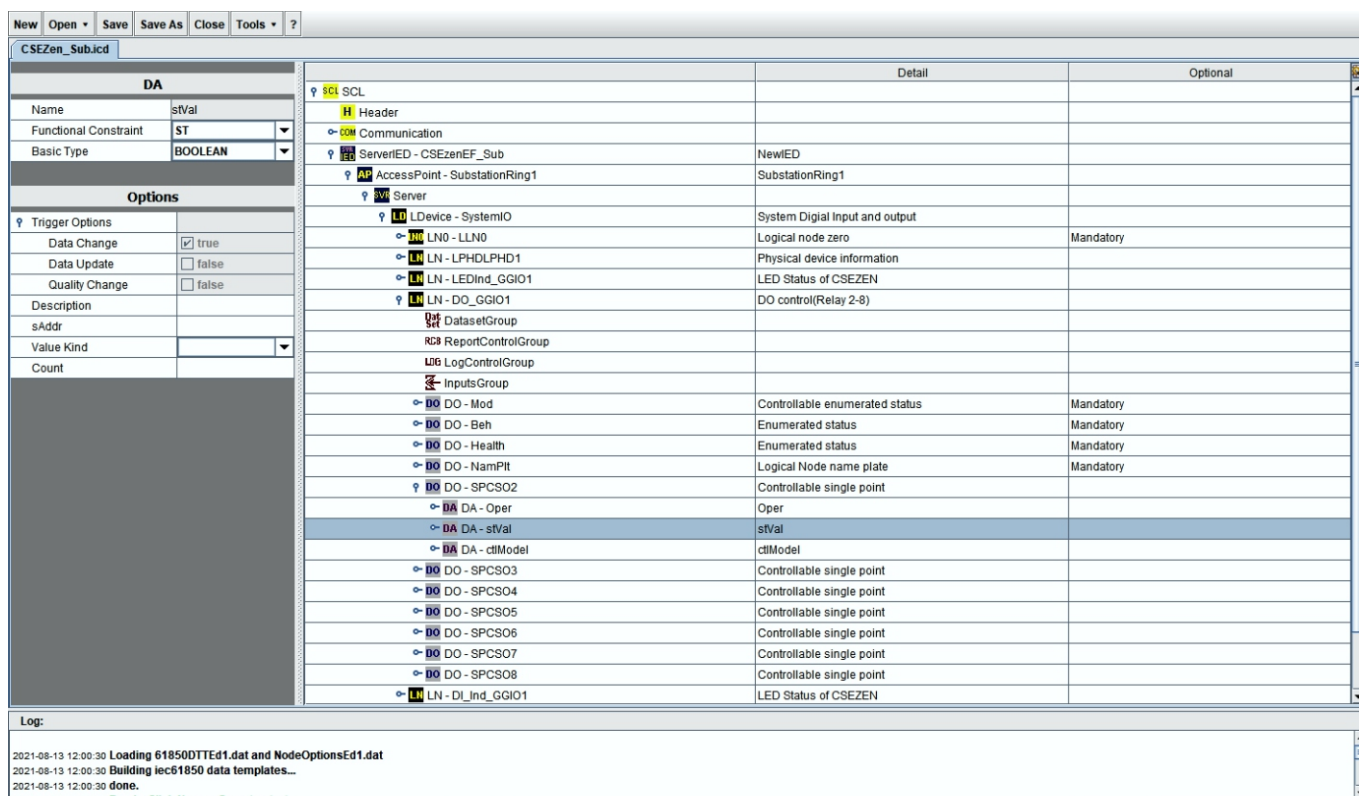 New Open Save Save As Close Tools ?
CSEZen_Sub.icd
DA
Name stVal
Functional Constraint ST
Basic Type BOOLEAN
Options
Trigger Options
Data Change true
Data Update false
Quality Change false
Description
sAddr
Value Kind
Count
Detail Optional
SCL SCL
H Header
COM Communication
IED ServerIED - CSEzenEF_Sub NewIED
AP AccessPoint - SubstationRing1 SubstationRing1
SVR Server
LD LDevice - SystemIO System Digial Input and output
LN0 LN0 - LLN0 Logical node zero Mandatory
LN LN - LPHDLPHD1 Physical device information
LN LN - LEDInd_GGIO1 LED Status of CSEZEN
LN LN - DO_GGIO1 DO control(Relay 2-8)
Dat Set DatasetGroup
RCB ReportControlGroup
LOG LogControlGroup
InputsGroup
DO DO - Mod Controllable enumerated status Mandatory
DO DO - Beh Enumerated status Mandatory
DO DO - Health Enumerated status Mandatory
DO DO - NamPlt Logical Node name plate Mandatory
DO DO - SPCSO2 Controllable single point
DA DA - Oper Oper
DA DA - stVal stVal
DA DA - ctlModel ctlModel
DO DO - SPCSO3 Controllable single point
DO DO - SPCSO4 Controllable single point
DO DO - SPCSO5 Controllable single point
DO DO - SPCSO6 Controllable single point
DO DO - SPCSO7 Controllable single point
DO DO - SPCSO8 Controllable single point
LN LN - DI_Ind_GGIO1 LED Status of CSEZEN
Log:
2021-08-13 12:00:30 Loading 61850DTTEd1.dat and NodeOptionsEd1.dat
2021-08-13 12:00:30 Building iec61850 data templates...
2021-08-13 12:00:30 done.